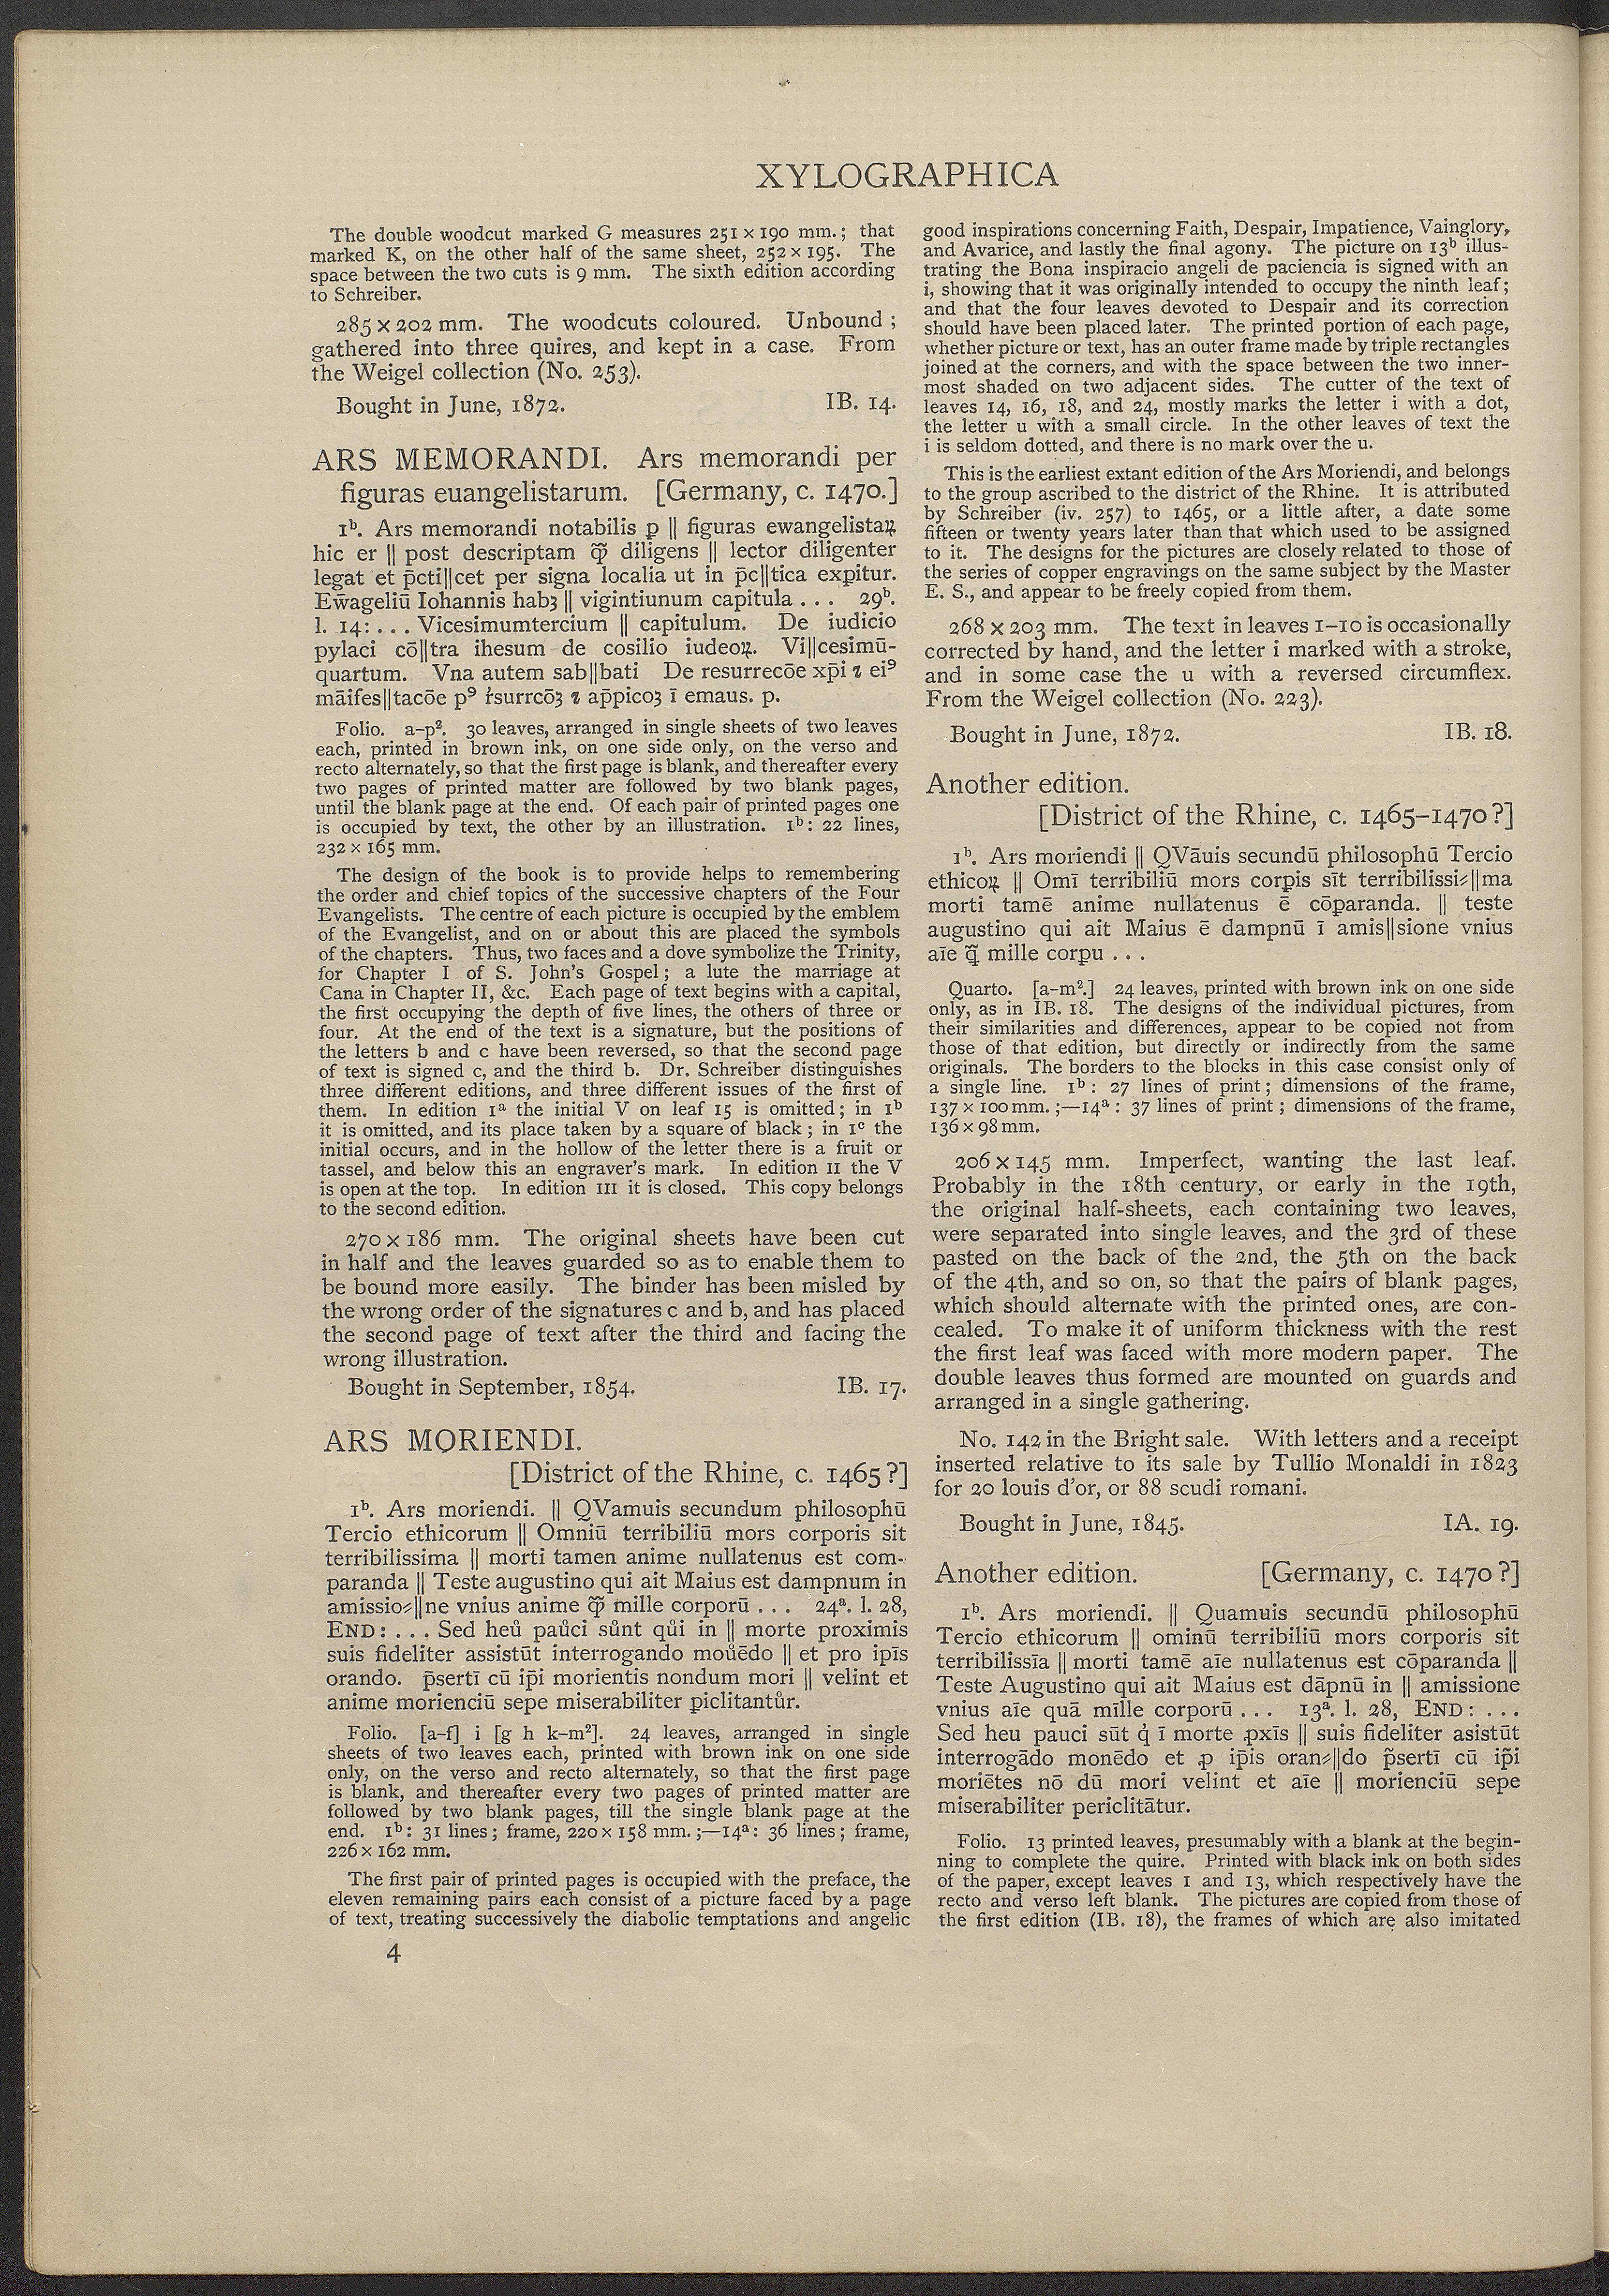 XYLOGRAPHICA
The double woodcut marked G measures 251 × 190 mm.; that
marked K, on the other half of the same sheet, 252 × 195. The
space between the two cuts is 9 mm. The sixth edition according
to Schreiber.
285 × 202 mm. The woodcuts coloured. Unbound;
gathered into three quires, and kept in a case. From
the Weigel collection (No. 253).
Bought in June, 1872. IB. 14.
ARS MEMORANDI. Ars memorandi per
figuras euangelistarum. [Germany, c. 1470.]
1ᵇ. Ars memorandi notabilis ꝑ || figuras ewangelistaꝝ
hic er || post descriptam qꝫ diligens || lector diligenter
legat et p̄cti||cet per signa localia ut in p̄c||tica exꝑitur.
Ew̄ageliū Iohannis habꝫ || vigintiunum capitula . . . 29ᵇ.
l. 14: . . . Vicesimumtercium || capitulum. De iudicio
pylaci cō||tra ihesum de cosilio iudeoꝝ. Vi||cesimū-
quartum. Vna autem sab||bati De resurrecōe xp̄i ⁊ ei⁹
māifes||tacōe p⁹ ŕsurrcōꝫ ⁊ ap̄picoꝫ ī emaus. p.
Folio. a–p². 30 leaves, arranged in single sheets of two leaves
each, printed in brown ink, on one side only, on the verso and
recto alternately, so that the first page is blank, and thereafter every
two pages of printed matter are followed by two blank pages,
until the blank page at the end. Of each pair of printed pages one
is occupied by text, the other by an illustration. 1ᵇ: 22 lines,
232 × 165 mm.
The design of the book is to provide helps to remembering
the order and chief topics of the successive chapters of the Four
Evangelists. The centre of each picture is occupied by the emblem
of the Evangelist, and on or about this are placed the symbols
of the chapters. Thus, two faces and a dove symbolize the Trinity,
for Chapter I of S. John's Gospel; a lute the marriage at
Cana in Chapter II, &c. Each page of text begins with a capital,
the first occupying the depth of five lines, the others of three or
four. At the end of the text is a signature, but the positions of
the letters b and c have been reversed, so that the second page
of text is signed c, and the third b. Dr. Schreiber distinguishes
three different editions, and three different issues of the first of
them. In edition 1ᵃ the initial V on leaf 15 is omitted; in 1ᵇ
it is omitted, and its place taken by a square of black; in 1ᶜ the
initial occurs, and in the hollow of the letter there is a fruit or
tassel, and below this an engraver's mark. In edition II the V
is open at the top. In edition III it is closed. This copy belongs
to the second edition.
270 × 186 mm. The original sheets have been cut
in half and the leaves guarded so as to enable them to
be bound more easily. The binder has been misled by
the wrong order of the signatures c and b, and has placed
the second page of text after the third and facing the
wrong illustration.
Bought in September, 1854. IB. 17.
ARS MORIENDI.
[District of the Rhine, c. 1465?]
1ᵇ. Ars moriendi. || QVamuis secundum philosophū
Tercio ethicorum || Omniū terribiliū mors corporis sit
terribilissima || morti tamen anime nullatenus est com-
paranda || Teste augustino qui ait Maius est dampnum in
amissio⸗||ne vnius anime qꝫ mille corporū . . . 24ᵃ. l. 28,
END: . . . Sed heů paůci sůnt qůi in || morte proximis
suis fideliter assistūt interrogando moůēdo || et pro ipīs
orando. p̄sertī cū ip̄i morientis nondum mori || velint et
anime morienciū sepe miserabiliter ꝑiclitantůr.
Folio. [a–f] i [g h k–m²]. 24 leaves, arranged in single
sheets of two leaves each, printed with brown ink on one side
only, on the verso and recto alternately, so that the first page
is blank, and thereafter every two pages of printed matter are
followed by two blank pages, till the single blank page at the
end. 1ᵇ: 31 lines; frame, 220 × 158 mm.;—14ᵃ: 36 lines; frame,
226 × 162 mm.
The first pair of printed pages is occupied with the preface, the
eleven remaining pairs each consist of a picture faced by a page
of text, treating successively the diabolic temptations and angelic
4
good inspirations concerning Faith, Despair, Impatience, Vainglory,
and Avarice, and lastly the final agony. The picture on 13ᵇ illus-
trating the Bona inspiracio angeli de paciencia is signed with an
i, showing that it was originally intended to occupy the ninth leaf;
and that the four leaves devoted to Despair and its correction
should have been placed later. The printed portion of each page,
whether picture or text, has an outer frame made by triple rectangles
joined at the corners, and with the space between the two inner-
most shaded on two adjacent sides. The cutter of the text of
leaves 14, 16, 18, and 24, mostly marks the letter i with a dot,
the letter u with a small circle. In the other leaves of text the
i is seldom dotted, and there is no mark over the u.
This is the earliest extant edition of the Ars Moriendi, and belongs
to the group ascribed to the district of the Rhine. It is attributed
by Schreiber (iv. 257) to 1465, or a little after, a date some
fifteen or twenty years later than that which used to be assigned
to it. The designs for the pictures are closely related to those of
the series of copper engravings on the same subject by the Master
E. S., and appear to be freely copied from them.
268 × 203 mm. The text in leaves 1–10 is occasionally
corrected by hand, and the letter i marked with a stroke,
and in some case the u with a reversed circumflex.
From the Weigel collection (No. 223).
Bought in June, 1872. IB. 18.
Another edition.
[District of the Rhine, c. 1465–1470?]
1ᵇ. Ars moriendi || QVāuis secundū philosophū Tercio
ethicoꝝ || Omī terribiliū mors corꝑis sīt terribilissi⸗||ma
morti tamē anime nullatenus ē cōparanda. || teste
augustino qui ait Maius ē dampnū ī amis||sione vnius
aīe q̄̃ mille corpu . . .
Quarto. [a–m².] 24 leaves, printed with brown ink on one side
only, as in IB. 18. The designs of the individual pictures, from
their similarities and differences, appear to be copied not from
those of that edition, but directly or indirectly from the same
originals. The borders to the blocks in this case consist only of
a single line. 1ᵇ: 27 lines of print; dimensions of the frame,
137 × 100 mm.;—14ᵃ: 37 lines of print; dimensions of the frame,
136 × 98 mm.
206 × 145 mm. Imperfect, wanting the last leaf.
Probably in the 18th century, or early in the 19th,
the original half-sheets, each containing two leaves,
were separated into single leaves, and the 3rd of these
pasted on the back of the 2nd, the 5th on the back
of the 4th, and so on, so that the pairs of blank pages,
which should alternate with the printed ones, are con-
cealed. To make it of uniform thickness with the rest
the first leaf was faced with more modern paper. The
double leaves thus formed are mounted on guards and
arranged in a single gathering.
No. 142 in the Bright sale. With letters and a receipt
inserted relative to its sale by Tullio Monaldi in 1823
for 20 louis d'or, or 88 scudi romani.
Bought in June, 1845. IA. 19.
Another edition. [Germany, c. 1470?]
1ᵇ. Ars moriendi. || Quamuis secundū philosophū
Tercio ethicorum || ominū terribiliū mors corporis sit
terribilissīa || morti tamē aīe nullatenus est cōparanda ||
Teste Augustino qui ait Maius est dāpnū in || amissione
vnius aīe quā mīlle corporū . . . 13ᵃ. l. 28, END: . . .
Sed heu pauci sūt q̇ ī morte ꝓxīs || suis fideliter asistūt
interrogādo monēdo et ꝓ ip̄is oran⸗||do p̃sertī cū ip̃i
moriētes nō dū mori velint et aīe || morienciū sepe
miserabiliter periclitātur.
Folio. 13 printed leaves, presumably with a blank at the begin-
ning to complete the quire. Printed with black ink on both sides
of the paper, except leaves 1 and 13, which respectively have the
recto and verso left blank. The pictures are copied from those of
the first edition (IB. 18), the frames of which are also imitated